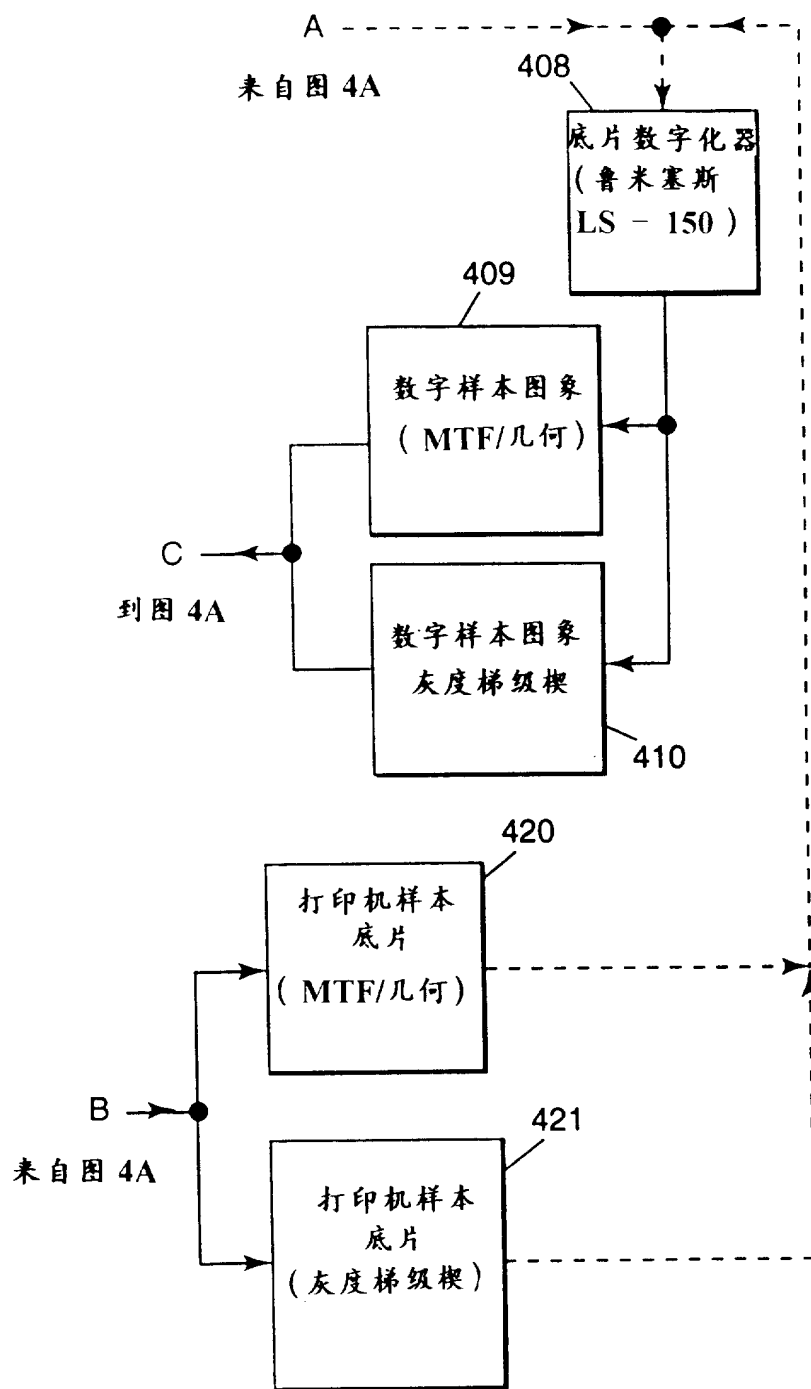 A
来自图 4A
408
底片数字化器
(鲁米塞斯
LS - 150)
409
数字样本图象
(MTF/几何)
C
到图 4A
数字样本图象
灰度梯级楔
410
420
打印机样本
底片
(MTF/几何)
B
来自图 4A
421
打印机样本
底片
(灰度梯级楔)